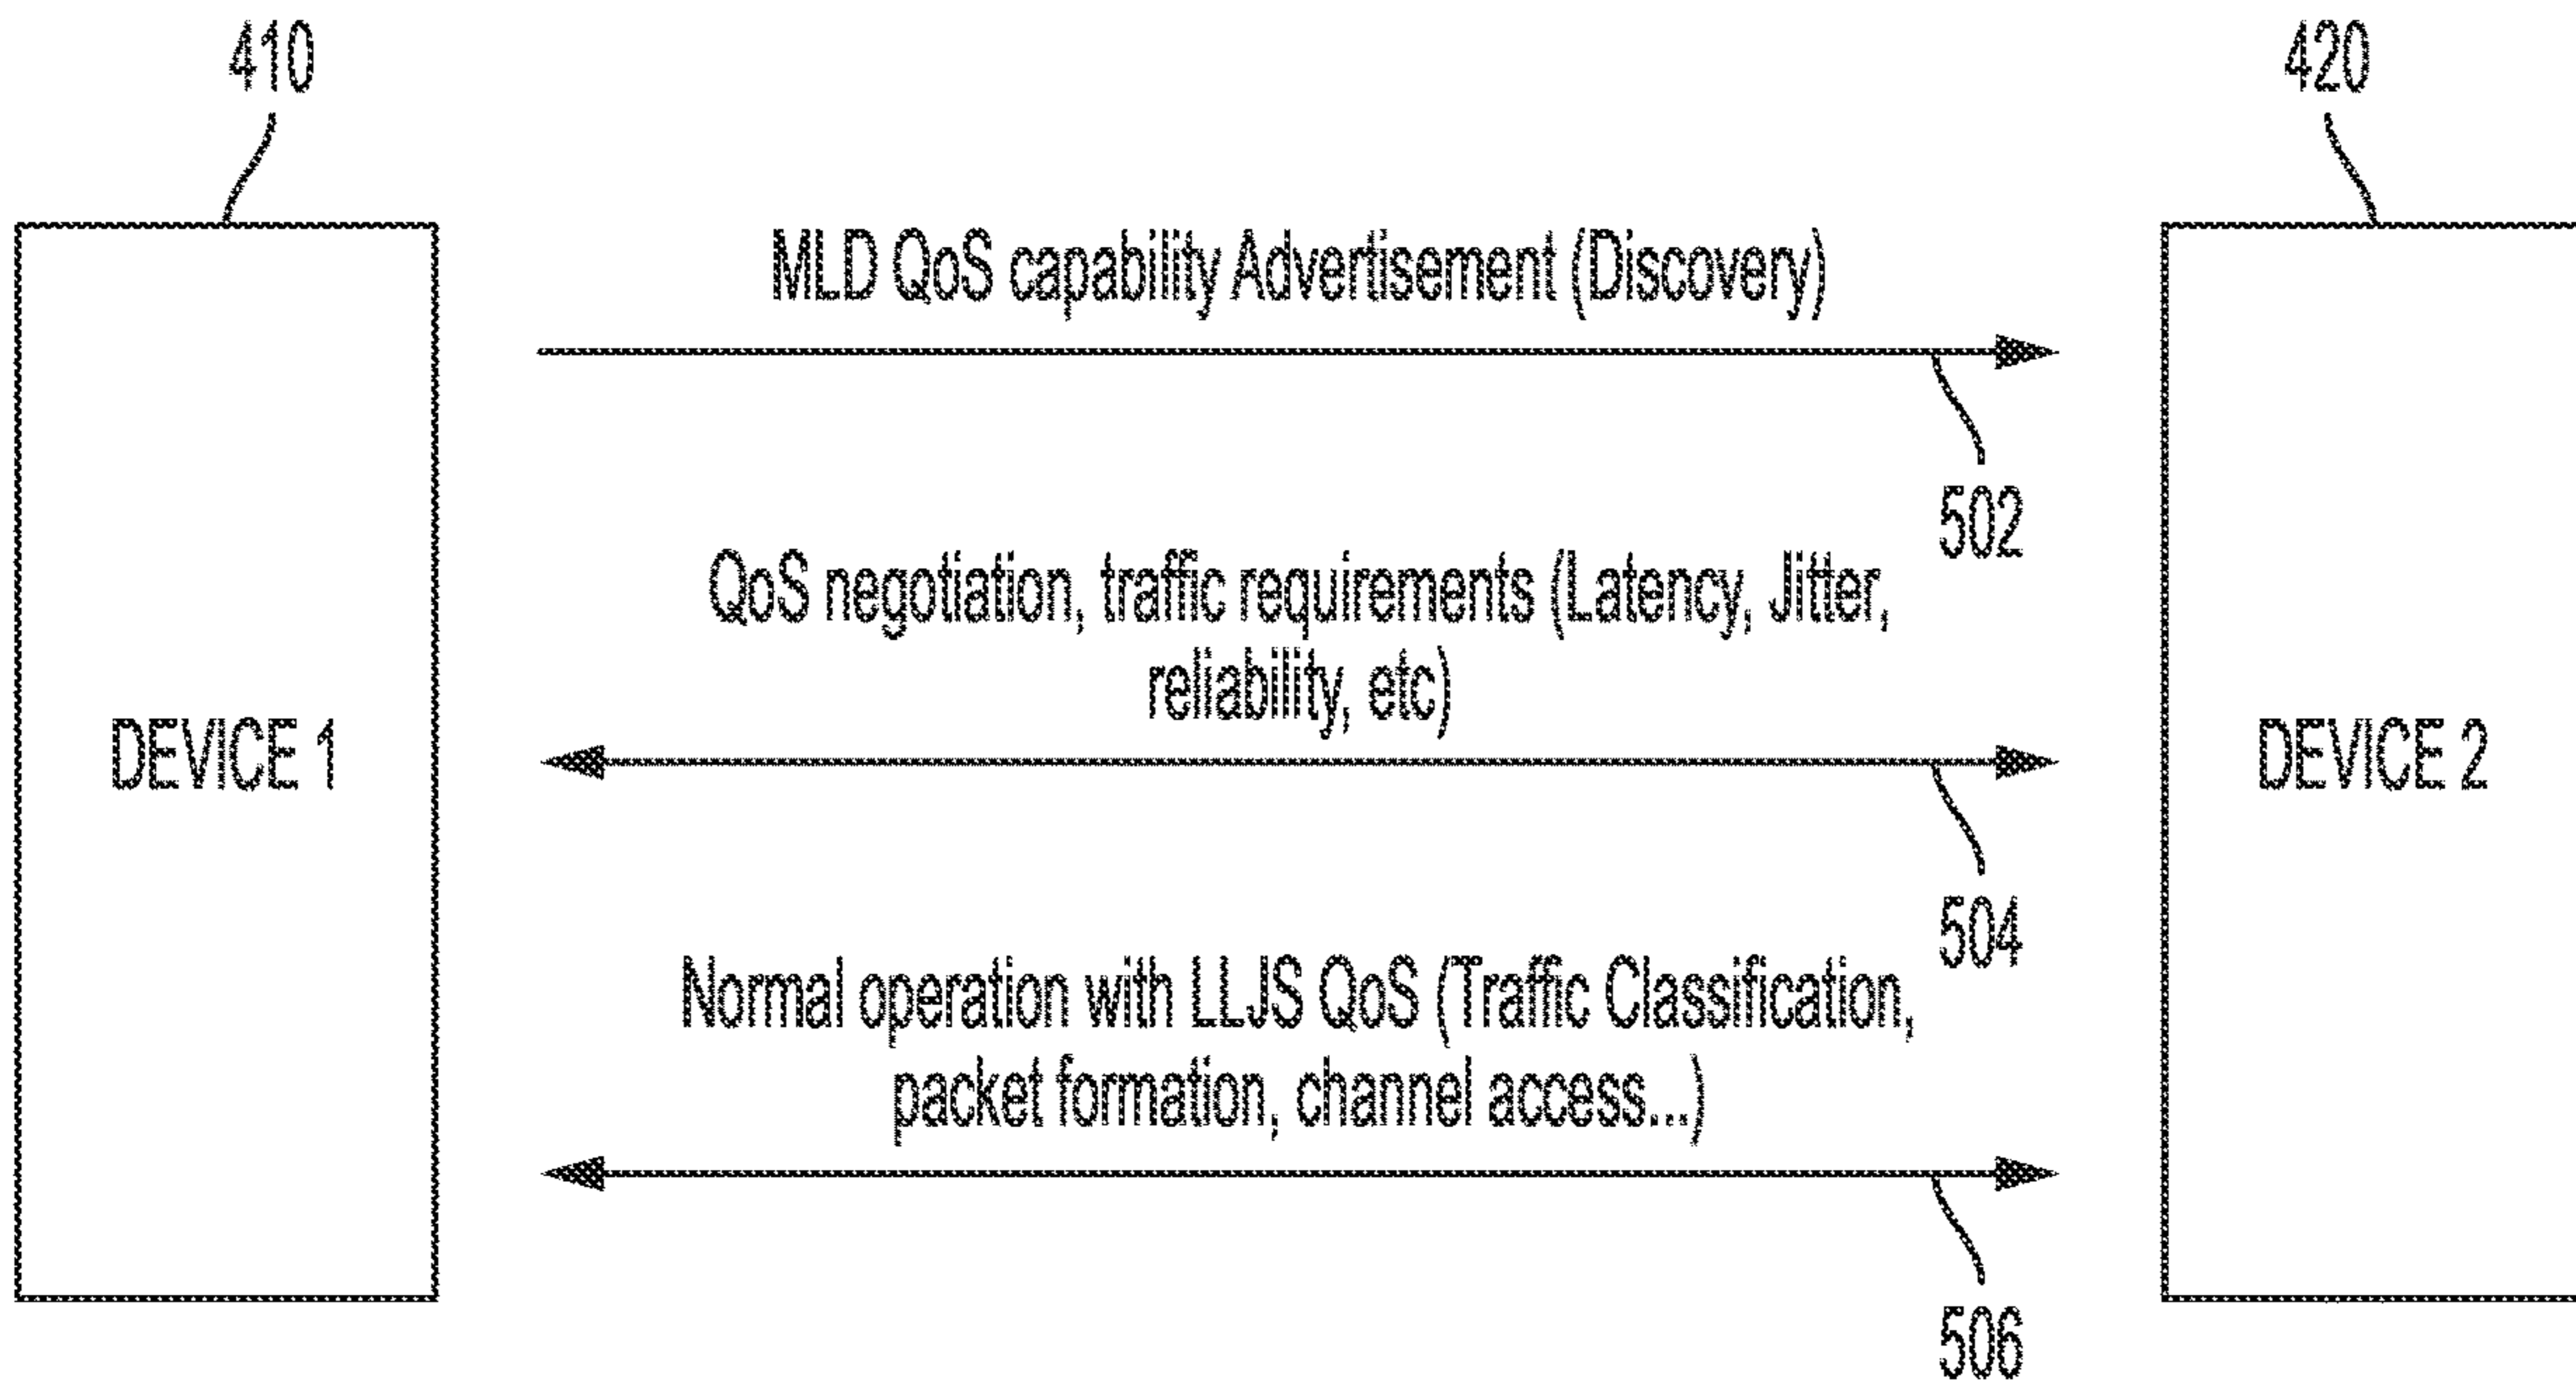 410
420
MLD QoS capability Advertisement (Discovery)
502
QoS negotiation, traffic requirements (Latency, Jitter,
reliability, etc)
DEVICE 1
DEVICE 2
504
Normal operation with LLJS QoS (Traffic Classification,
packet formation, channel access...)
506